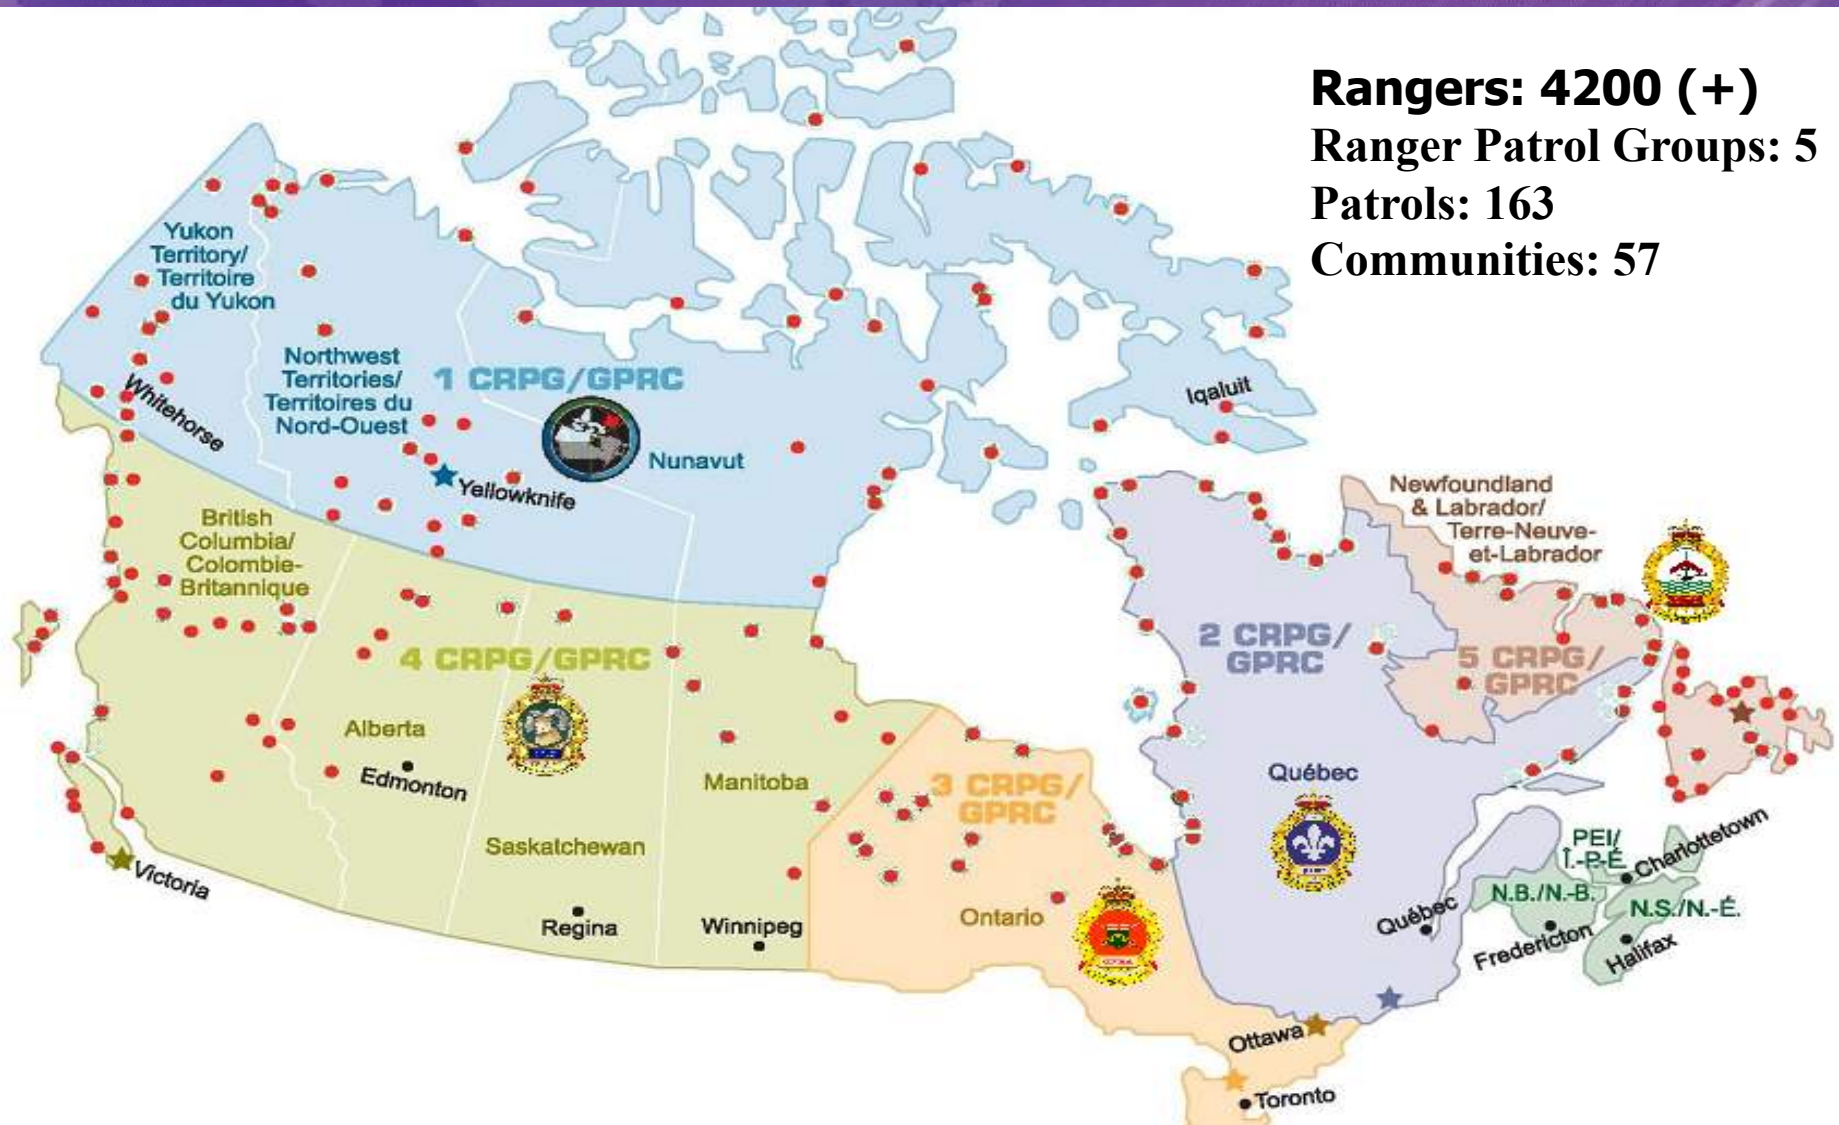 Rangers: 4200 (+)
Ranger Patrol Groups: 5
Patrols: 163
Communities: 57
Yukon
Territory/
Territoire
du Yukon
Whitehorse
Northwest
Territories/
Territoires du
Nord-Ouest
1 CRPG/GPRC
Nunavut
Yellowknife
Iqaluit
British
Columbia/
Colombie-
Britannique
4 CRPG/GPRC
Alberta
Edmonton
Saskatchewan
Regina
Manitoba
Winnipeg
Victoria
3 CRPG/
GPRC
Ontario
Ottawa
Toronto
2 CRPG/
GPRC
Québec
Québec
Newfoundland
& Labrador/
Terre-Neuve-
et-Labrador
5 CRPG/
GPRC
PEI/
Î.-P-É.
Charlottetown
N.B./N.-B.
N.S./N.-É.
Fredericton
Halifax